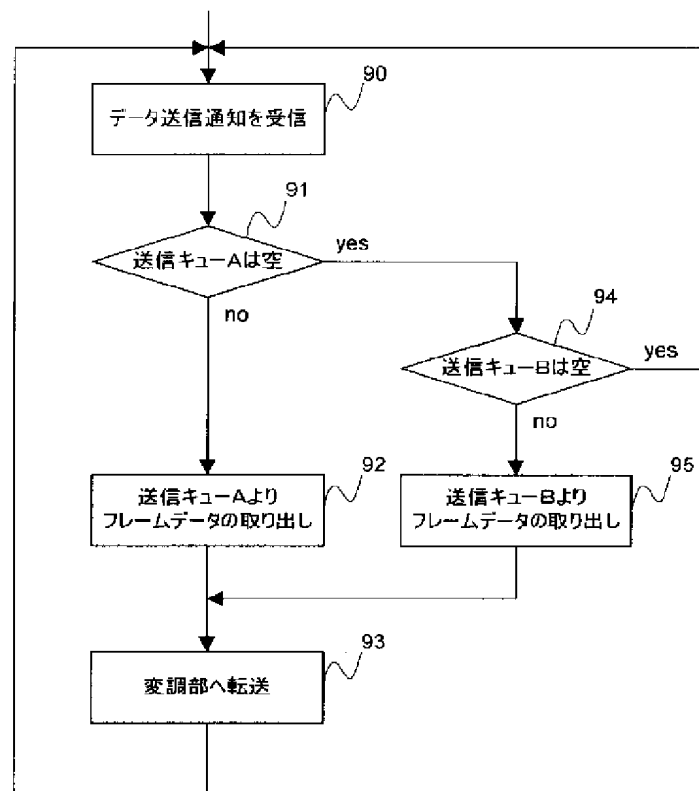 90
データ送信通知を受信
91
送信キューAは空
yes
no
94
送信キューBは空
yes
no
92
送信キューAより
フレームデータの取り出し
95
送信キューBより
フレームデータの取り出し
93
変調部へ転送